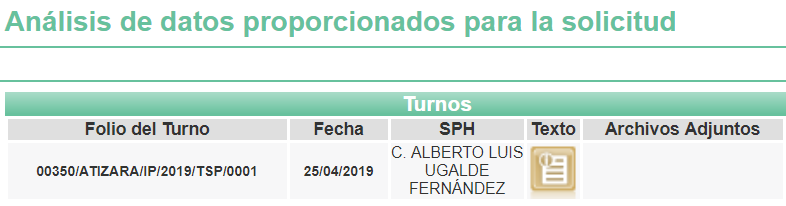 Análisis de datos proporcionados para la solicitud
Turnos
Folio del Turno Fecha SPH Texto Archivos Adjuntos
00350/ATIZARA/IP/2019/TSP/0001 25/04/2019 C. ALBERTO LUIS
UGALDE
FERNÁNDEZ